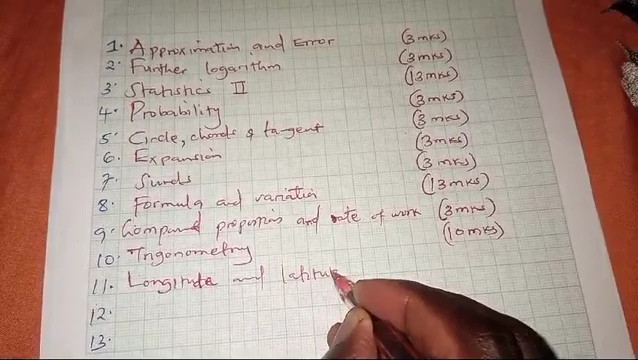 1. Approximation and Error (3mks)
2. Further logarithm (3mks)
3. Statistics II (13mks)
4. Probability (3mks)
5. Circle, chords & tangent (3mks)
6. Expansion (3mks)
7. Surds (3mks)
8. Formula and variation (13mks)
9. Compound proportions and rate of work (3mks)
10. Trigonometry (10mks)
11. Longitude and latitu
12.
13.